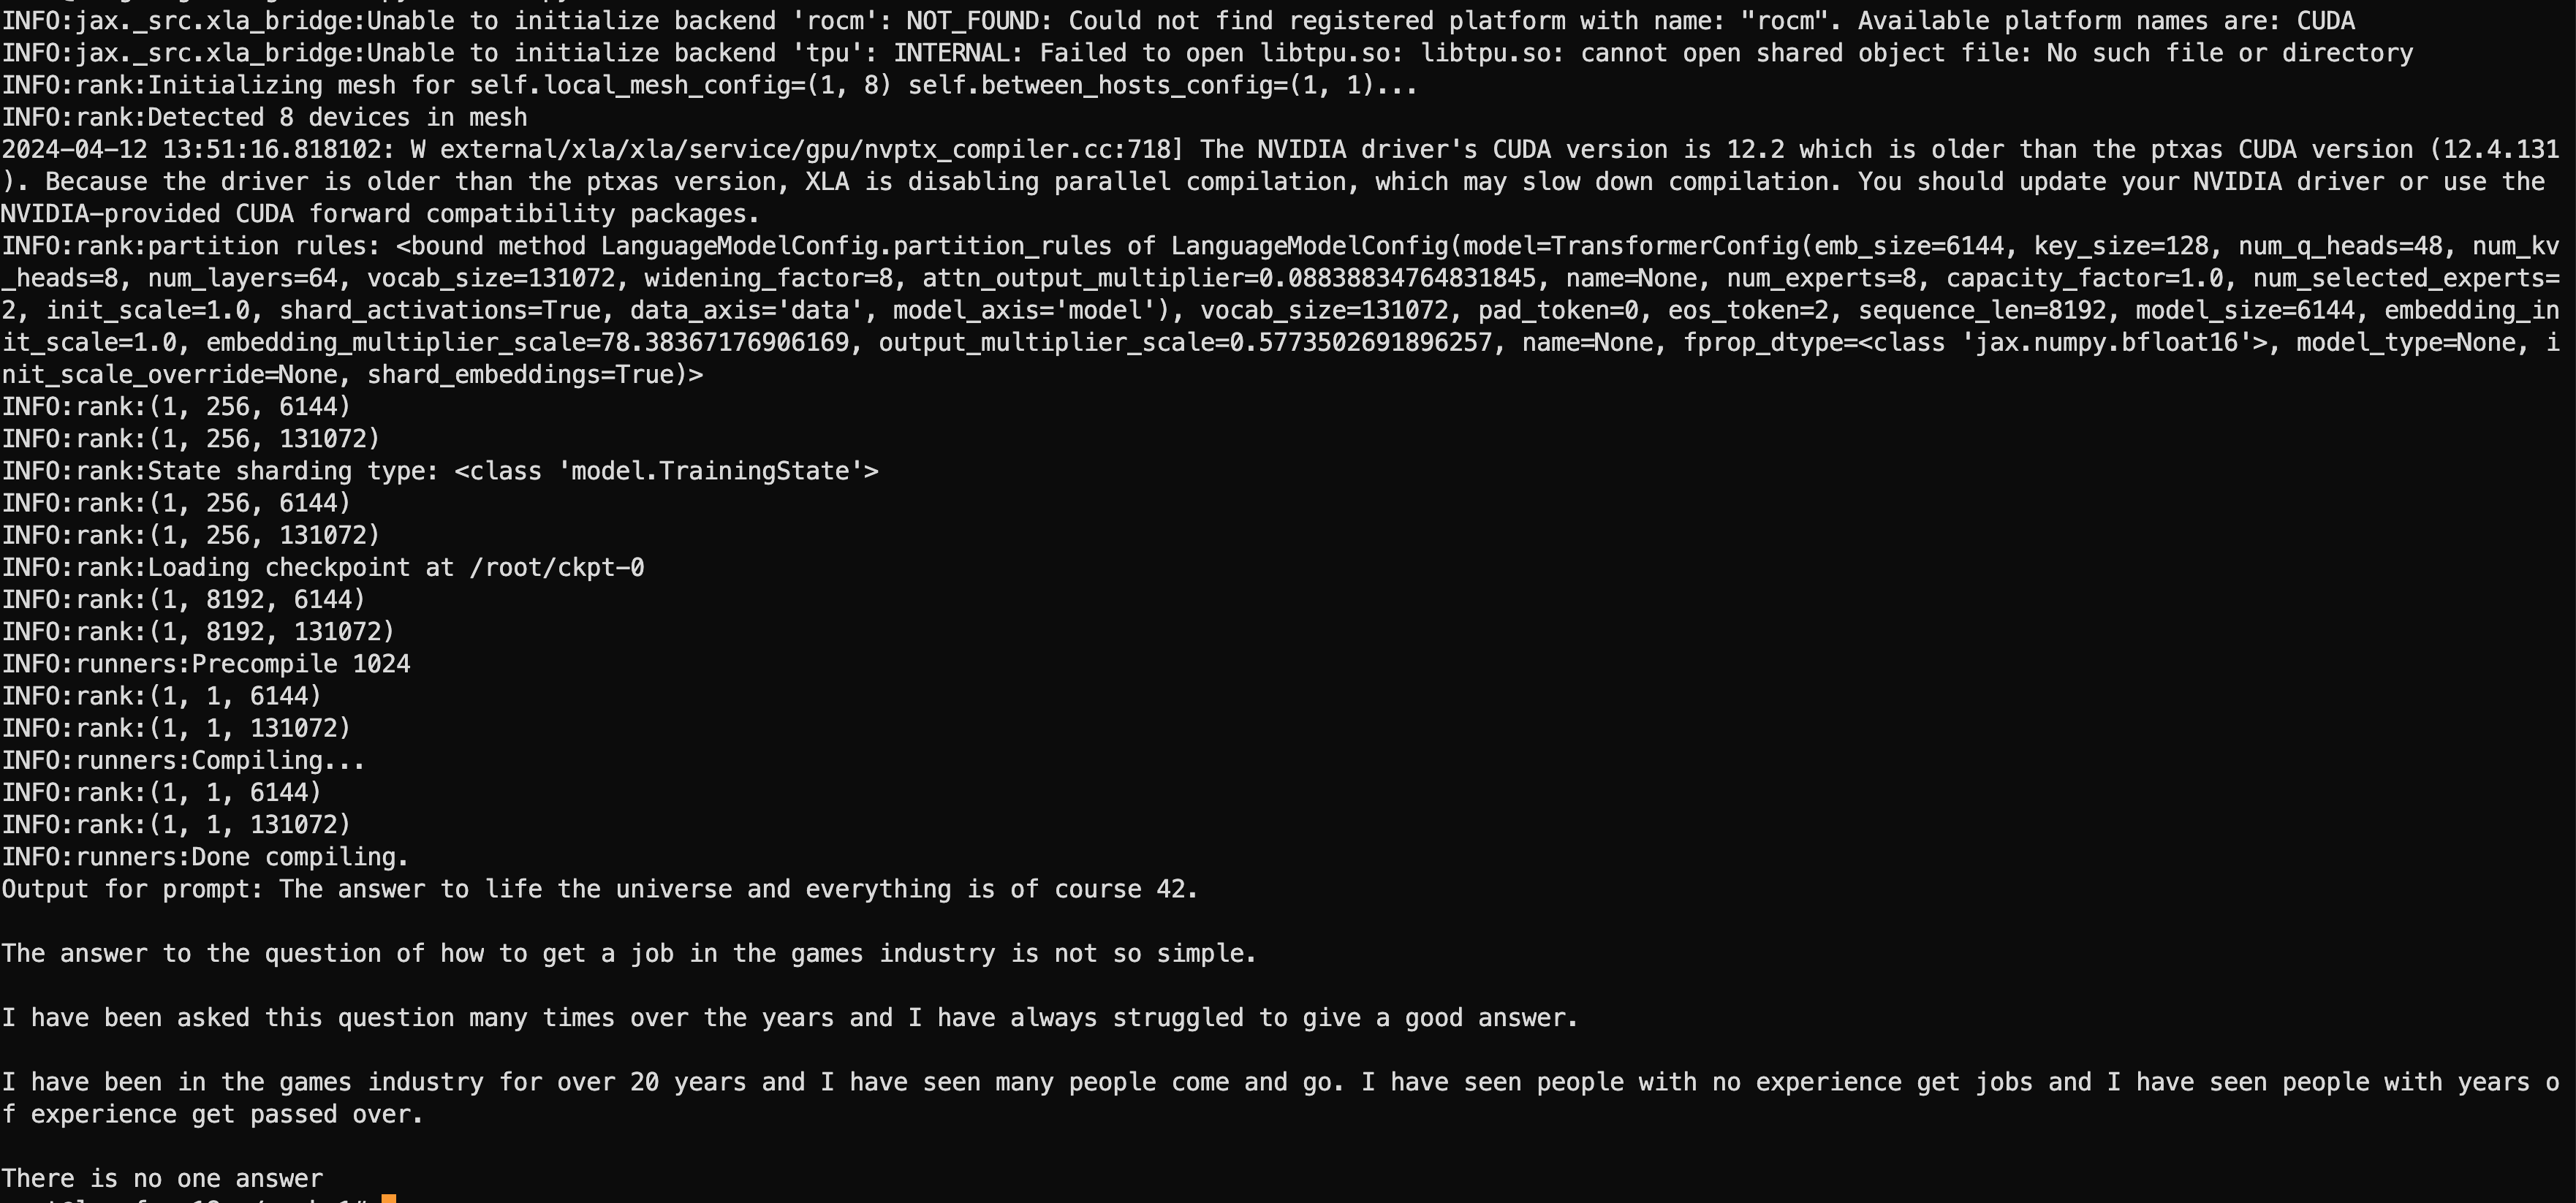 INFO:jax._src.xla_bridge:Unable to initialize backend 'rocm': NOT_FOUND: Could not find registered platform with name: "rocm". Available platform names are: CUDA
INFO:jax._src.xla_bridge:Unable to initialize backend 'tpu': INTERNAL: Failed to open libtpu.so: libtpu.so: cannot open shared object file: No such file or directory
INFO:rank:Initializing mesh for self.local_mesh_config=(1, 8) self.between_hosts_config=(1, 1)...
INFO:rank:Detected 8 devices in mesh
2024-04-12 13:51:16.818102: W external/xla/xla/service/gpu/nvptx_compiler.cc:718] The NVIDIA driver's CUDA version is 12.2 which is older than the ptxas CUDA version (12.4.131
). Because the driver is older than the ptxas version, XLA is disabling parallel compilation, which may slow down compilation. You should update your NVIDIA driver or use the
NVIDIA-provided CUDA forward compatibility packages.
INFO:rank:partition rules: <bound method LanguageModelConfig.partition_rules of LanguageModelConfig(model=TransformerConfig(emb_size=6144, key_size=128, num_q_heads=48, num_kv
_heads=8, num_layers=64, vocab_size=131072, widening_factor=8, attn_output_multiplier=0.08838834764831845, name=None, num_experts=8, capacity_factor=1.0, num_selected_experts=
2, init_scale=1.0, shard_activations=True, data_axis='data', model_axis='model'), vocab_size=131072, pad_token=0, eos_token=2, sequence_len=8192, model_size=6144, embedding_in
it_scale=1.0, embedding_multiplier_scale=78.38367176906169, output_multiplier_scale=0.5773502691896257, name=None, fprop_dtype=<class 'jax.numpy.bfloat16'>, model_type=None, i
nit_scale_override=None, shard_embeddings=True)>
INFO:rank:(1, 256, 6144)
INFO:rank:(1, 256, 131072)
INFO:rank:State sharding type: <class 'model.TrainingState'>
INFO:rank:(1, 256, 6144)
INFO:rank:(1, 256, 131072)
INFO:rank:Loading checkpoint at /root/ckpt-0
INFO:rank:(1, 8192, 6144)
INFO:rank:(1, 8192, 131072)
INFO:runners:Precompile 1024
INFO:rank:(1, 1, 6144)
INFO:rank:(1, 1, 131072)
INFO:runners:Compiling...
INFO:rank:(1, 1, 6144)
INFO:rank:(1, 1, 131072)
INFO:runners:Done compiling.
Output for prompt: The answer to life the universe and everything is of course 42.
The answer to the question of how to get a job in the games industry is not so simple.
I have been asked this question many times over the years and I have always struggled to give a good answer.
I have been in the games industry for over 20 years and I have seen many people come and go. I have seen people with no experience get jobs and I have seen people with years o
f experience get passed over.
There is no one answer